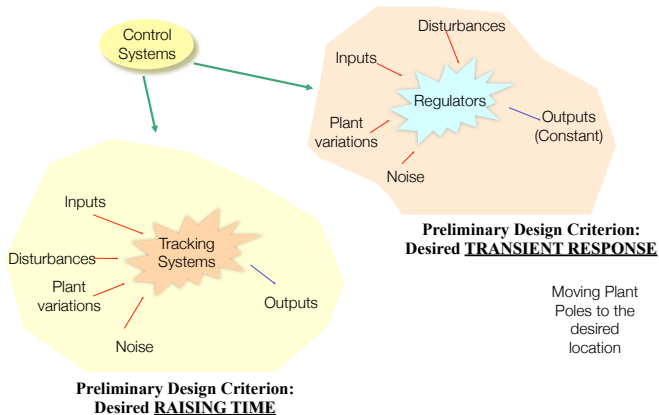 Control
Systems
Disturbances
Inputs
Regulators
Plant
variations
Outputs
(Constant)
Noise
Preliminary Design Criterion:
Desired TRANSIENT RESPONSE
Inputs
Tracking
Systems
Disturbances
Plant
variations
Outputs
Noise
Moving Plant
Poles to the
desired
location
Preliminary Design Criterion:
Desired RAISING TIME